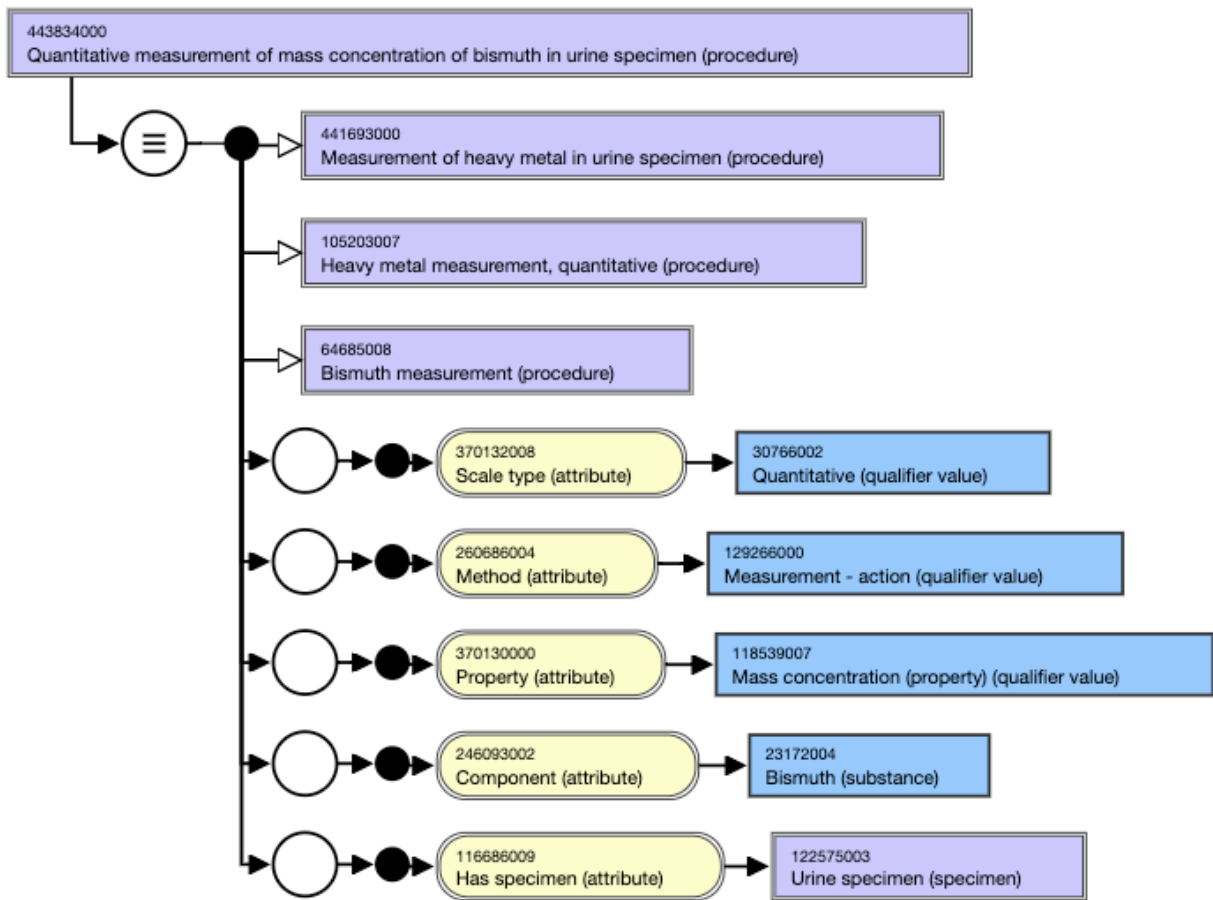 443834000
Quantitative measurement of mass concentration of bismuth in urine specimen (procedure)
441693000
Measurement of heavy metal in urine specimen (procedure)
105203007
Heavy metal measurement, quantitative (procedure)
64685008
Bismuth measurement (procedure)
370132008
Scale type (attribute)
30766002
Quantitative (qualifier value)
260686004
Method (attribute)
129266000
Measurement - action (qualifier value)
370130000
Property (attribute)
118539007
Mass concentration (property) (qualifier value)
246093002
Component (attribute)
23172004
Bismuth (substance)
116686009
Has specimen (attribute)
122575003
Urine specimen (specimen)